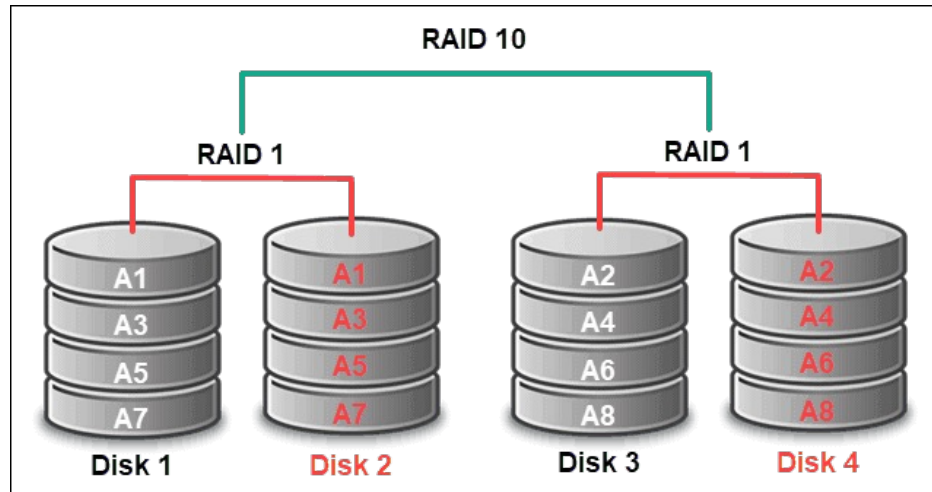 RAID 10
RAID 1
RAID 1
A1
A3
A5
A7
Disk 1
A1
A3
A5
A7
Disk 2
A2
A4
A6
A8
Disk 3
A2
A4
A6
A8
Disk 4